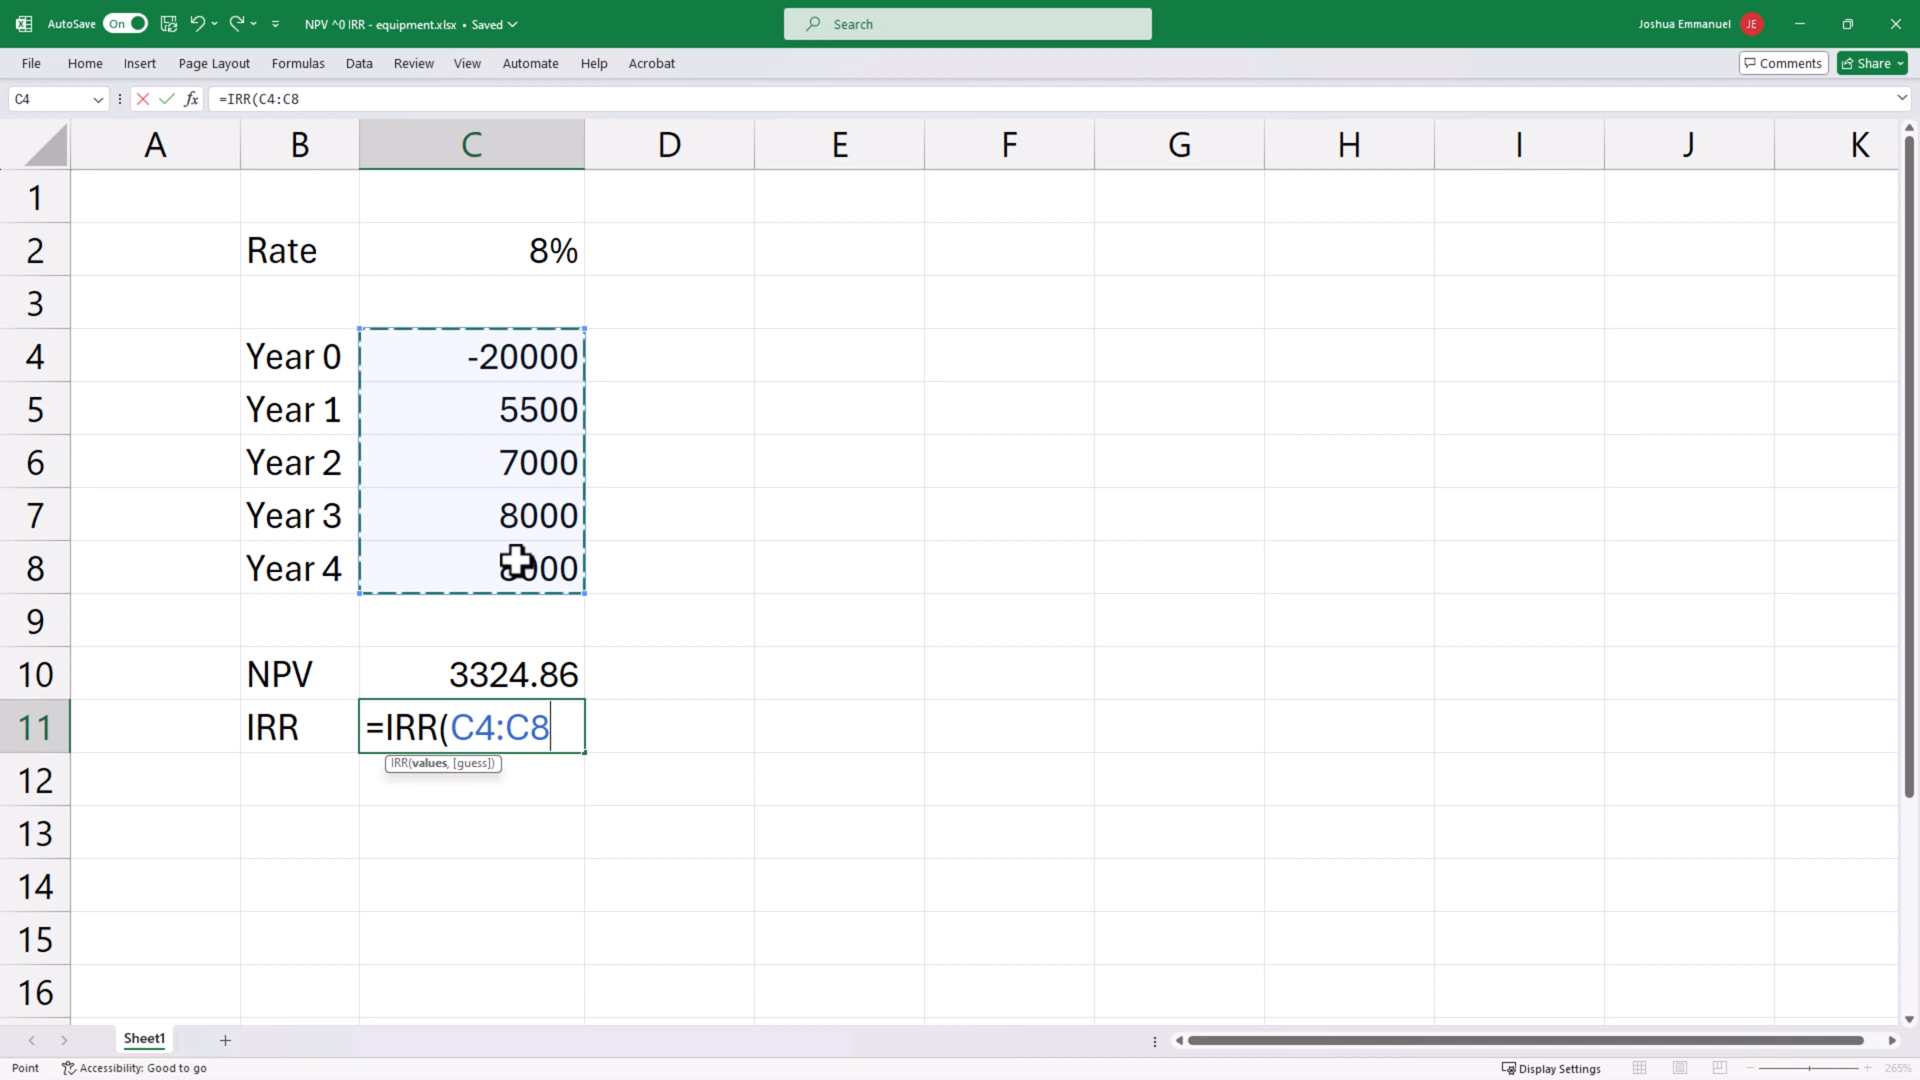 AutoSave On NPV ^0 IRR - equipment.xlsx • Saved Search Joshua Emmanuel JE
File Home Insert Page Layout Formulas Data Review View Automate Help Acrobat Comments Share
C4 fx =IRR(C4:C8
A B C D E F G H I J K
1
2 Rate 8%
3
4 Year 0 -20000
5 Year 1 5500
6 Year 2 7000
7 Year 3 8000
8 Year 4
9
10 NPV 3324.86
11 IRR =IRR(C4:C8
IRR(values, [guess])
12
13
14
15
16
Sheet1
Point Accessibility: Good to go Display Settings 265%